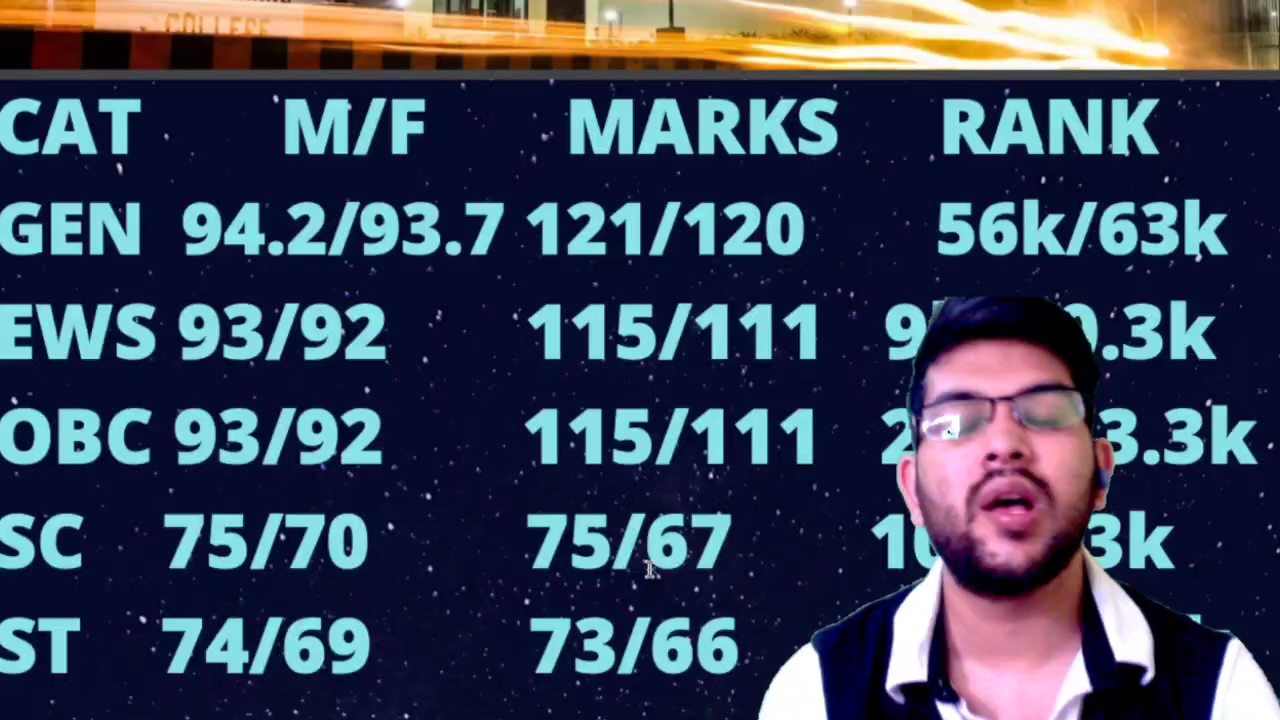 COLLEGE
CAT M/F MARKS RANK
GEN 94.2/93.7 121/120 56k/63k
EWS 93/92 115/111
OBC 93/92 115/111
SC 75/70 75/67
ST 74/69 73/66